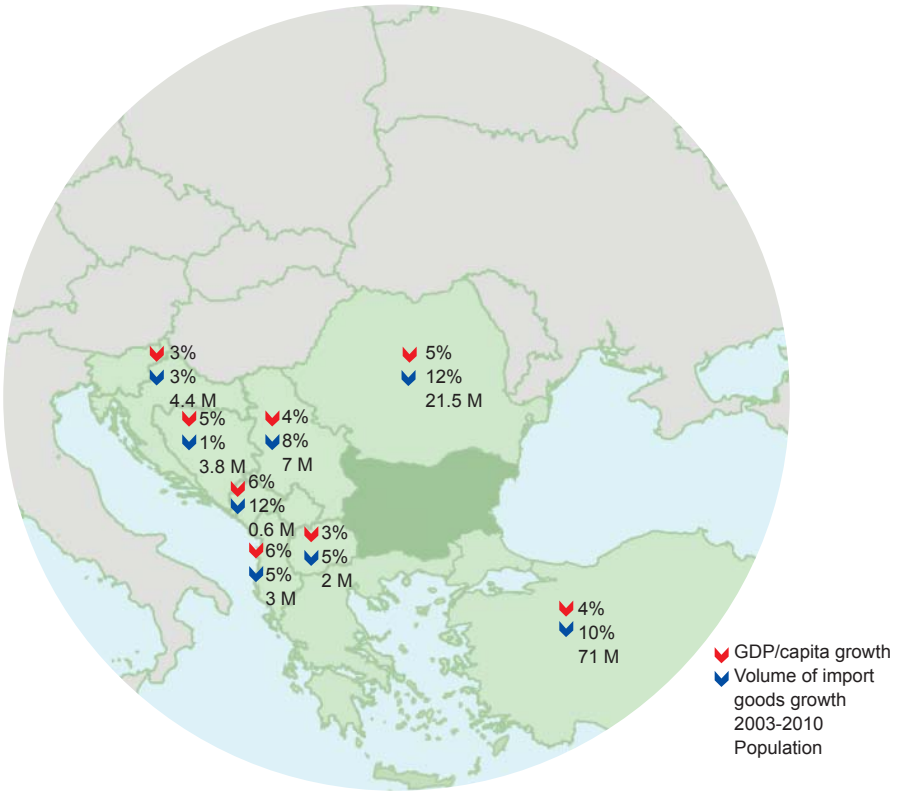 3%
3%
4.4 M
5%
12%
21.5 M
5%
1%
3.8 M
4%
8%
7 M
6%
12%
0.6 M
3%
5%
2 M
6%
5%
3 M
4%
10%
71 M
GDP/capita growth
Volume of import
goods growth
2003-2010
Population